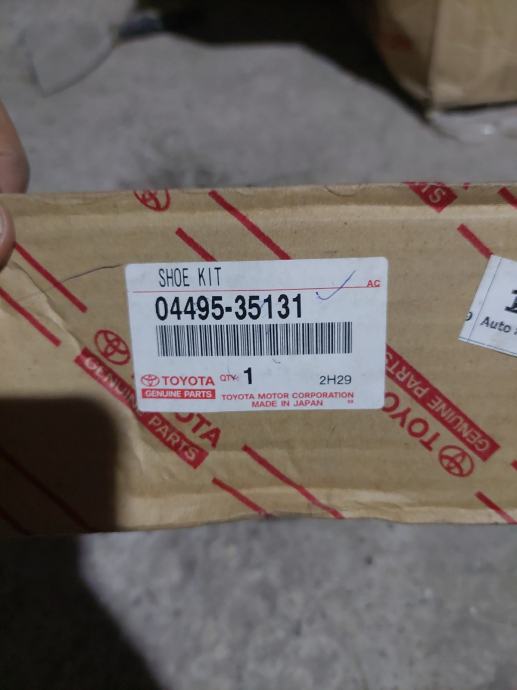 SHOE KIT
AC
04495-35131
TOYOTA QTY. 1 2H29
GENUINE PARTS
TOYOTA MOTOR CORPORATION
MADE IN JAPAN
TOYOTA
GENUINE PARTS
TOYOTA
GENUINE PARTS
Auto